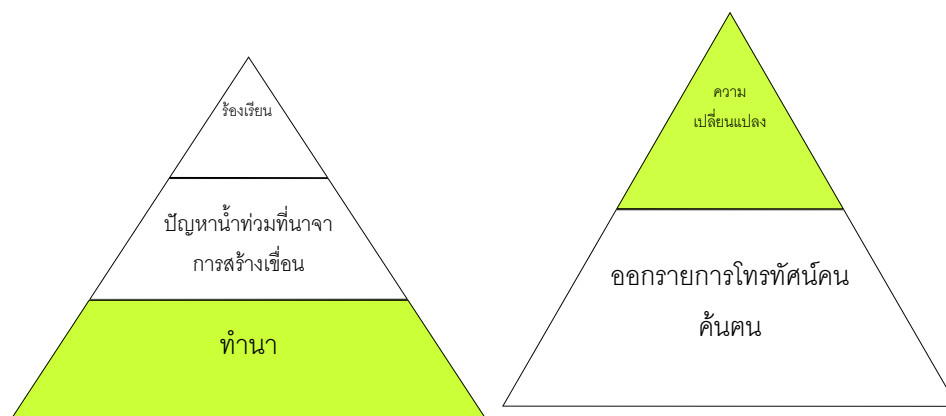 ร้องเรียน
ปัญหาน้ำท่วมที่นาจา
การสร้างเขื่อน
ทำนา
ความ
เปลี่ยนแปลง
ออกรายการโทรทัศน์คน
ค้นฅน